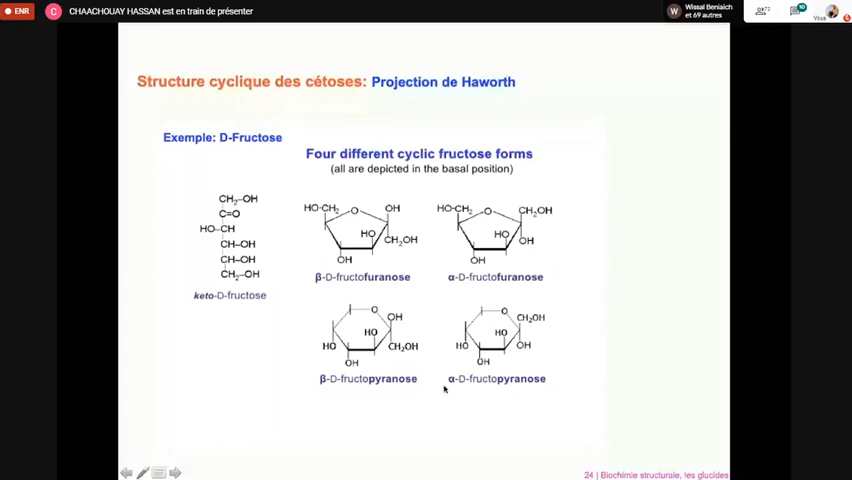 ENR
C
CHAACHOUAY HASSAN est en train de présenter
W
Wissal Beniaich
et 69 autres
72
10
Vous
Structure cyclique des cétoses: Projection de Haworth
Exemple: D-Fructose
Four different cyclic fructose forms
(all are depicted in the basal position)
CH₂–OH
C=O
HO–CH
CH–OH
CH–OH
CH₂–OH
keto-D-fructose
HO-CH₂
O
OH
HO
CH₂OH
OH
β-D-fructofuranose
HO-CH₂
O
CH₂OH
HO
OH
OH
α-D-fructofuranose
O
OH
HO
HO
CH₂OH
OH
β-D-fructopyranose
O
CH₂OH
HO
HO
OH
OH
α-D-fructopyranose
24 | Biochimie structurale, les glucides